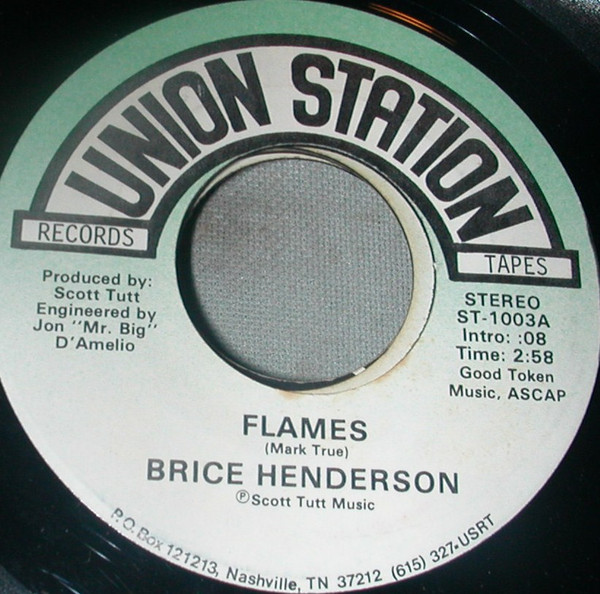 UNION STATION
RECORDS
TAPES
Produced by:
Scott Tutt
Engineered by
Jon "Mr. Big"
D'Amelio
STEREO
ST-1003A
Intro: :08
Time: 2:58
Good Token
Music, ASCAP
FLAMES
(Mark True)
BRICE HENDERSON
Ⓟ Scott Tutt Music
P.O. Box 121213, Nashville, TN 37212 (615) 327-USRT